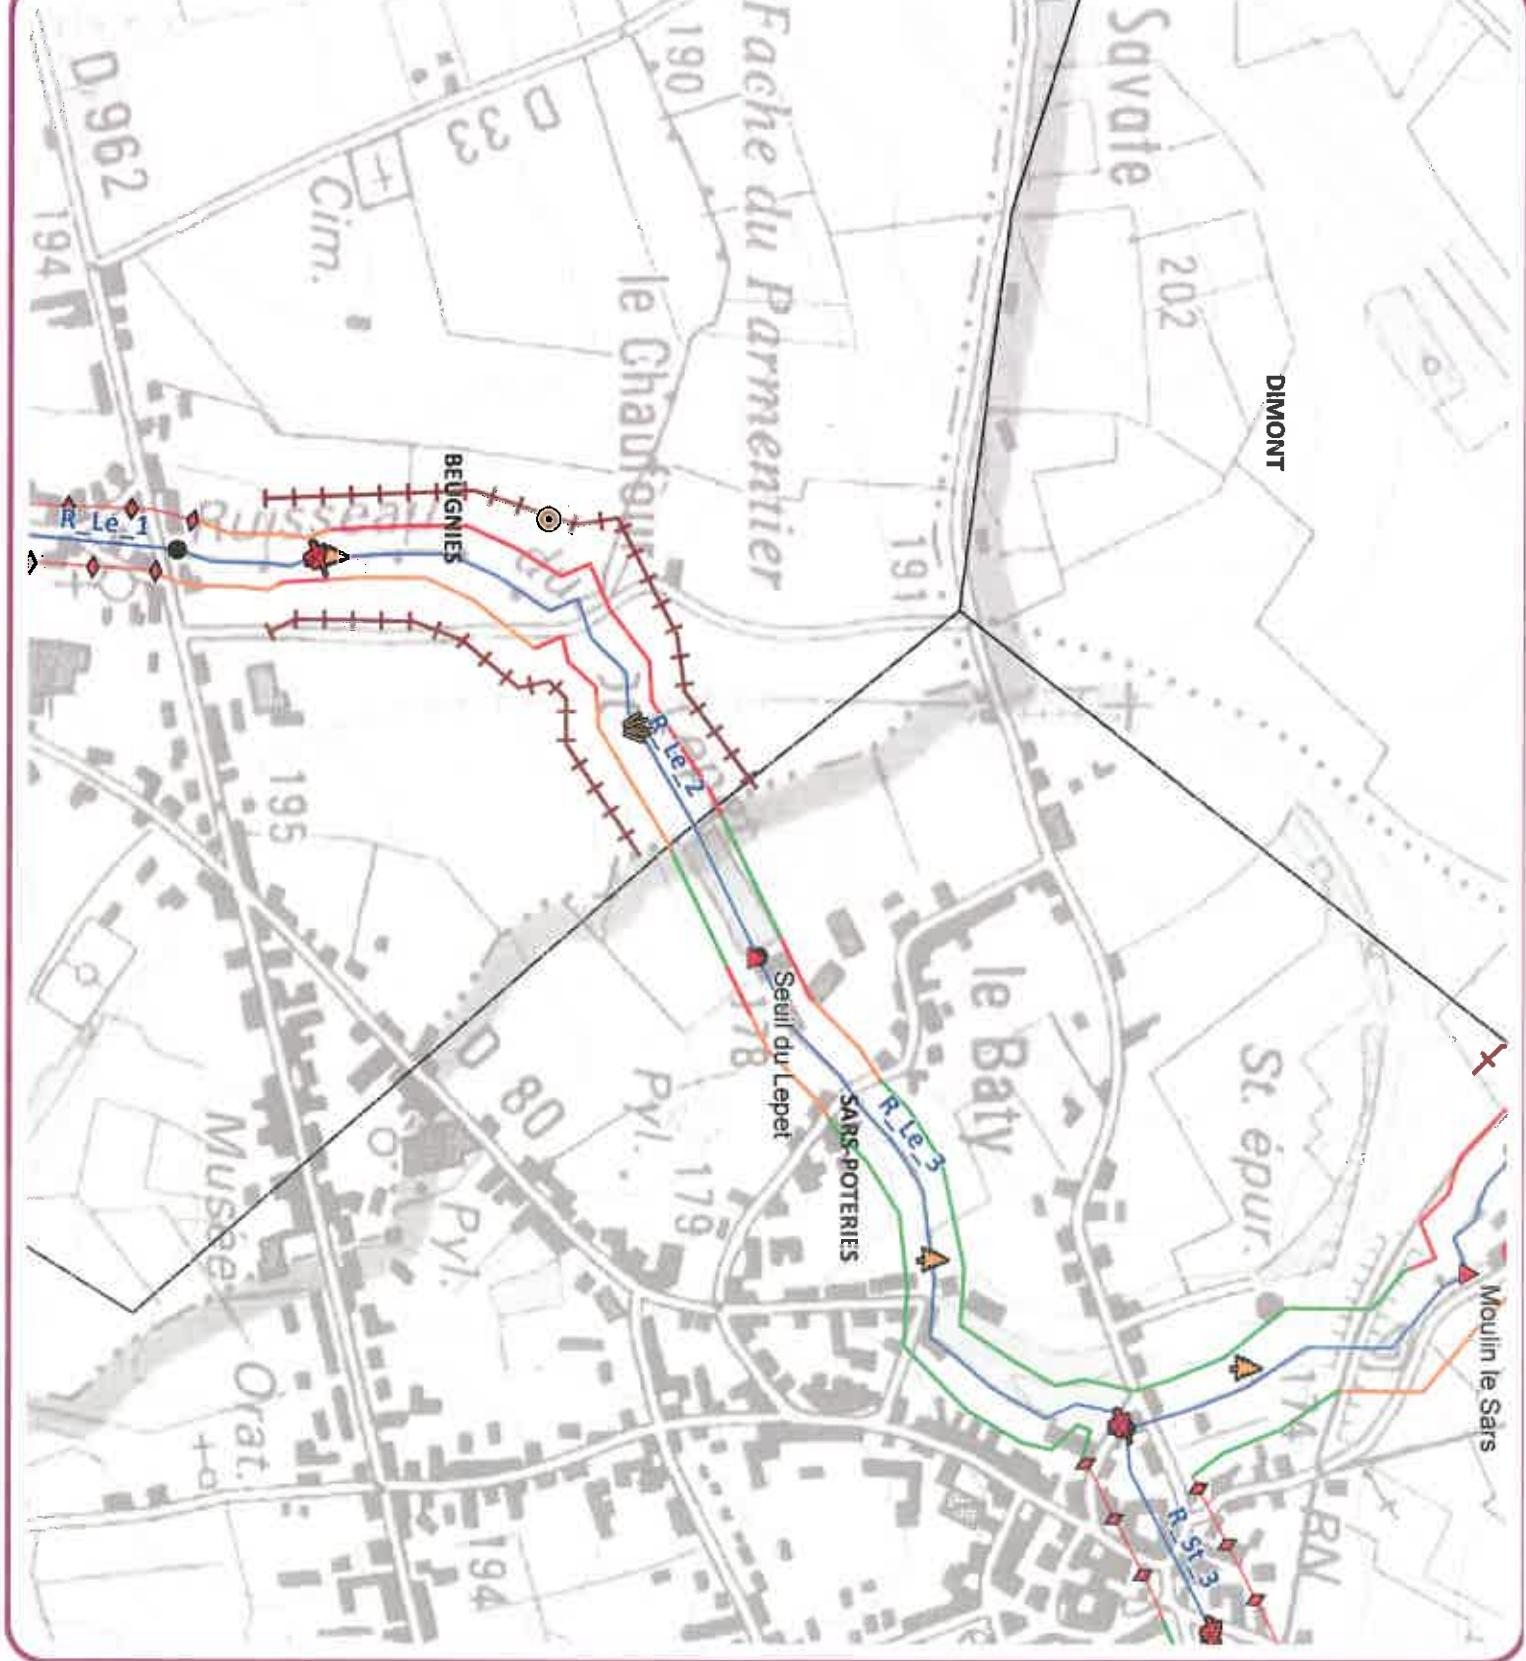 Savate
190
Fache du Parmentier
D 962
33
202
194
Cim.
le Chaufour
DIMONT
BEUGNIES
R_Le_1
Ruisseau
du
191
R_Le_2
195
le Baty
Seuil du Lepet
178
St. épur.
D 80
Pyl.
R_Le_3
SARS-POTERIES
Musée
179
Pyl.
Moulin le Sars
174
Orat.
R_St_3
BN
194